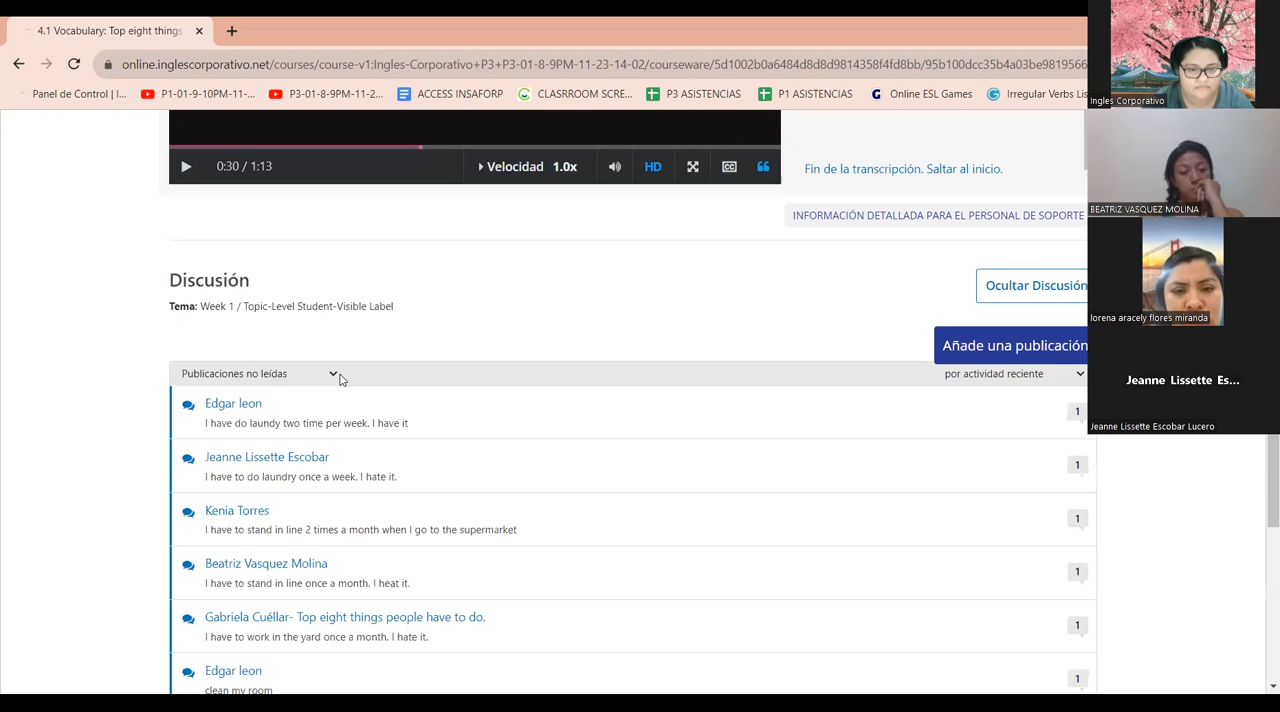 4.1 Vocabulary: Top eight things
online.inglescorporativo.net/courses/course-v1:Ingles-Corporativo+P3+P3-01-8-9PM-11-23-14-02/courseware/5d1002b0a6484d8d8d9814358f4fd8bb/95b100dcc35b4a03be9819566
Panel de Control | I...
P1-01-9-10PM-11-...
P3-01-8-9PM-11-2...
ACCESS INSAFORP
CLASRROOM SCRE...
P3 ASISTENCIAS
P1 ASISTENCIAS
Online ESL Games
Irregular Verbs Lis
Ingles Corporativo
0:30 / 1:13
Velocidad 1.0x
HD
Fin de la transcripción. Saltar al inicio.
BEATRIZ VASQUEZ MOLINA
INFORMACIÓN DETALLADA PARA EL PERSONAL DE SOPORTE
Discusión
Ocultar Discusión
Tema: Week 1 / Topic-Level Student-Visible Label
lorena aracely flores miranda
Añade una publicación
Publicaciones no leídas
por actividad reciente
Jeanne Lissette Es...
Jeanne Lissette Escobar Lucero
Edgar leon
1
I have do laundy two time per week. I have it
Jeanne Lissette Escobar
1
I have to do laundry once a week. I hate it.
Kenia Torres
1
I have to stand in line 2 times a month when I go to the supermarket
Beatriz Vasquez Molina
1
I have to stand in line once a month. I heat it.
Gabriela Cuéllar- Top eight things people have to do.
1
I have to work in the yard once a month. I hate it.
Edgar leon
1
clean my room